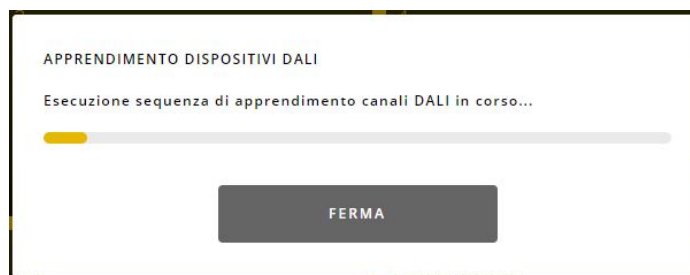 APPRENDIMENTO DISPOSITIVI DALI
Esecuzione sequenza di apprendimento canali DALI in corso...
FERMA